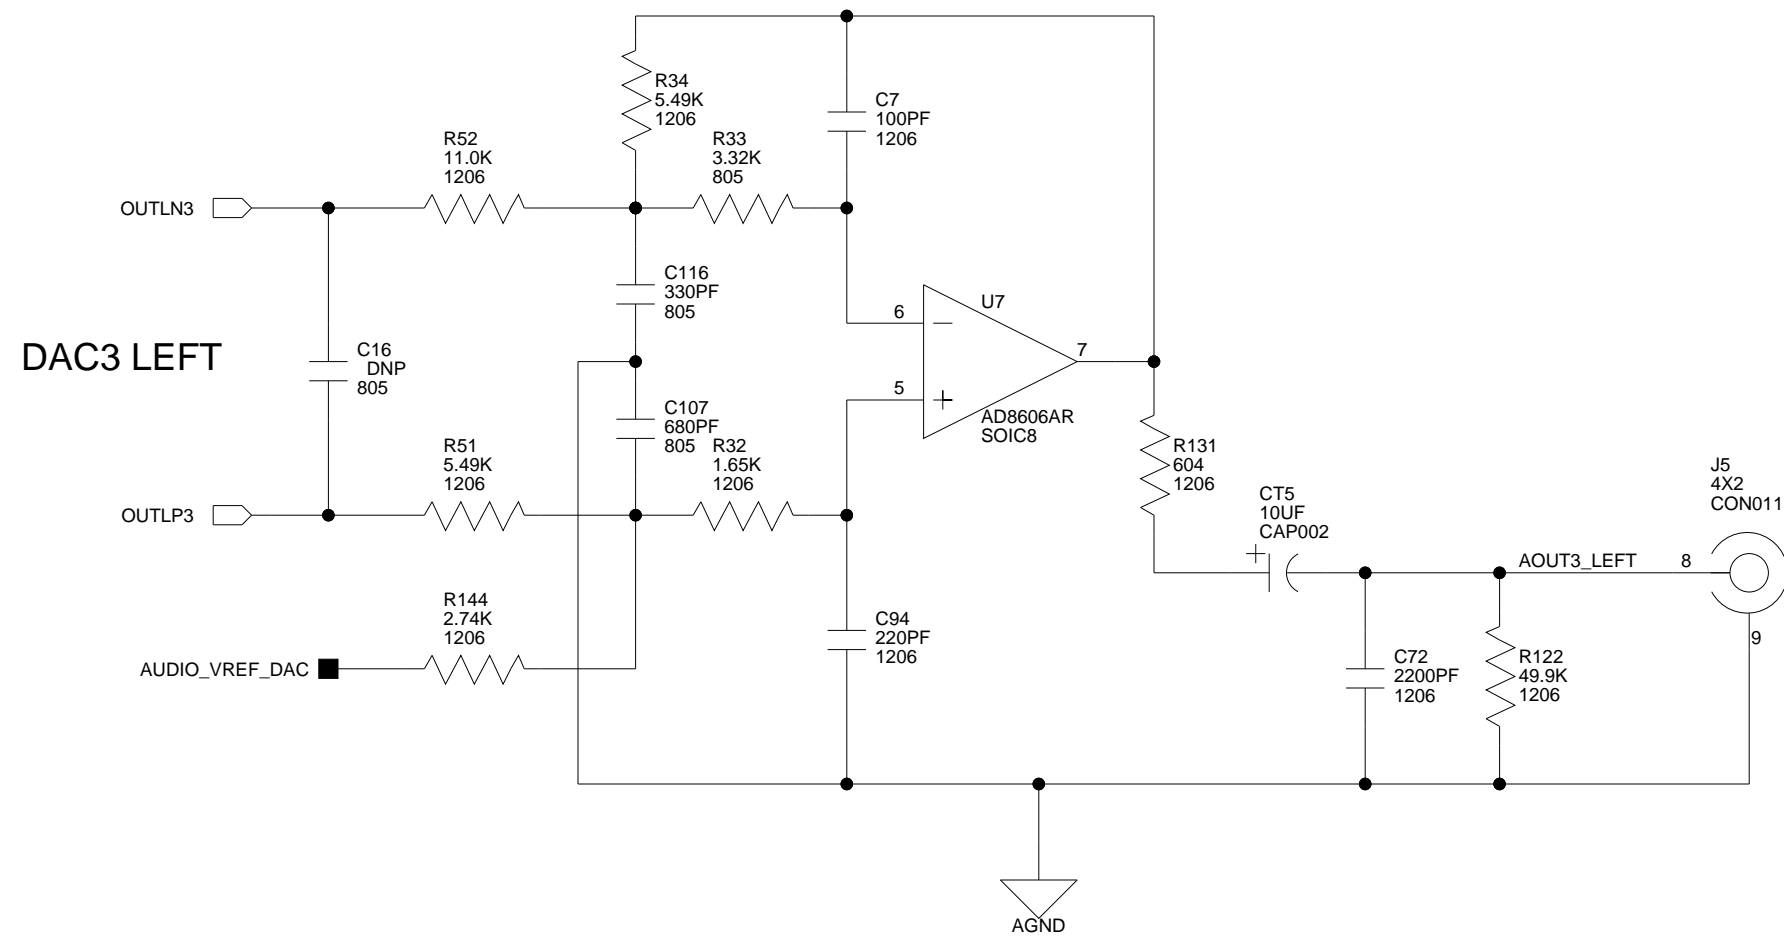 R34
5.49K
1206
C7
100PF
1206
R52
11.0K
1206
R33
3.32K
805
OUTLN3
C116
330PF
805
U7
6
DAC3 LEFT
C16
DNP
805
7
5
C107
680PF
805
AD8606AR
SOIC8
R51
5.49K
1206
R32
1.65K
1206
R131
604
1206
J5
4X2
CON011
CT5
10UF
CAP002
OUTLP3
AOUT3_LEFT
8
R144
2.74K
1206
C94
220PF
1206
9
AUDIO_VREF_DAC
C72
2200PF
1206
R122
49.9K
1206
AGND